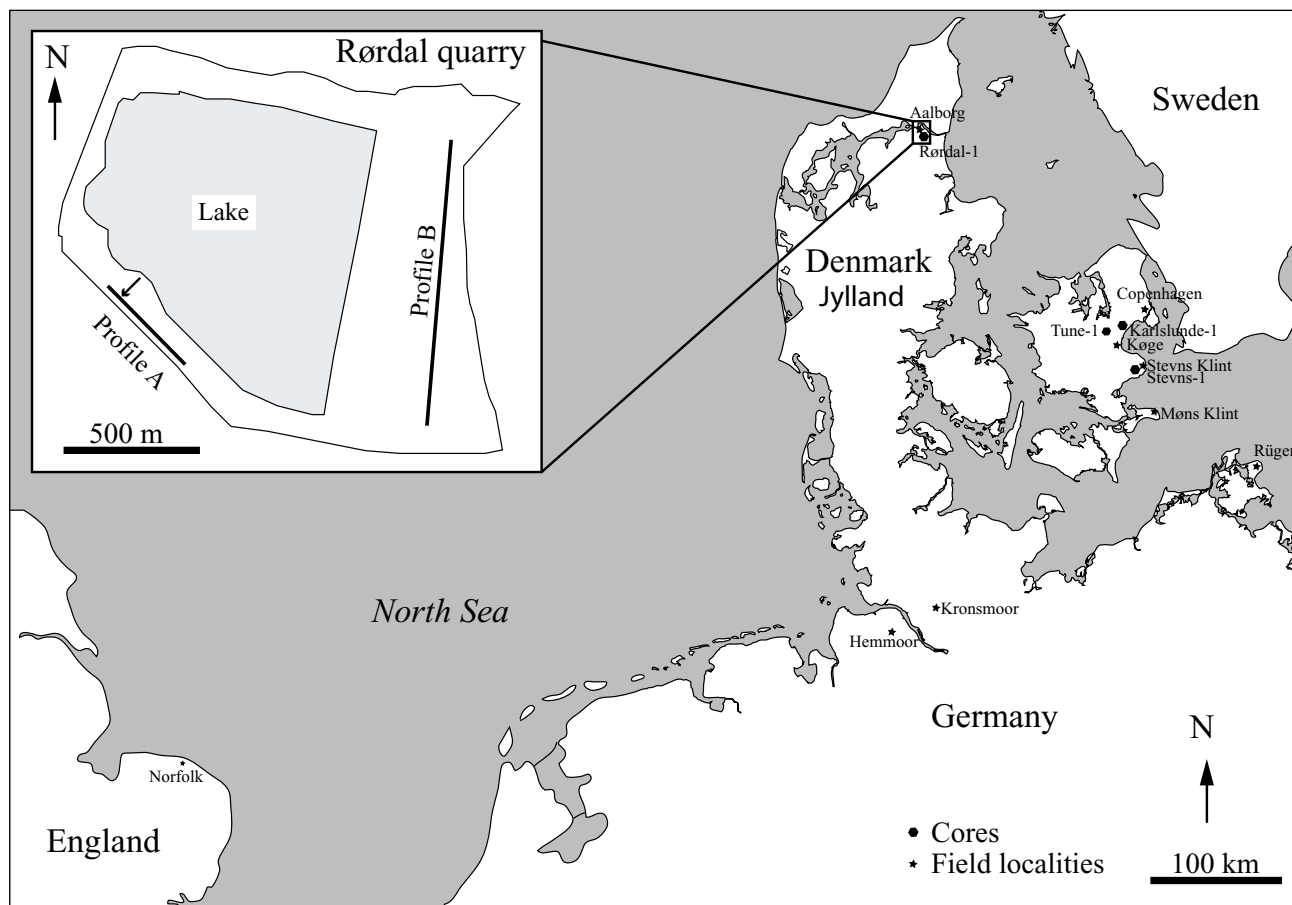 Rørdal quarry
N
Lake
Profile A
Profile B
500 m
Sweden
Aalborg
Rørdal-1
Denmark
Jylland
Copenhagen
Tune-1
Karlslunde-1
Køge
Stevns Klint
Stevns-1
Møns Klint
Rügen
North Sea
Kronsmoor
Hemmoor
Germany
N
Norfolk
England
Cores
Field localities
100 km